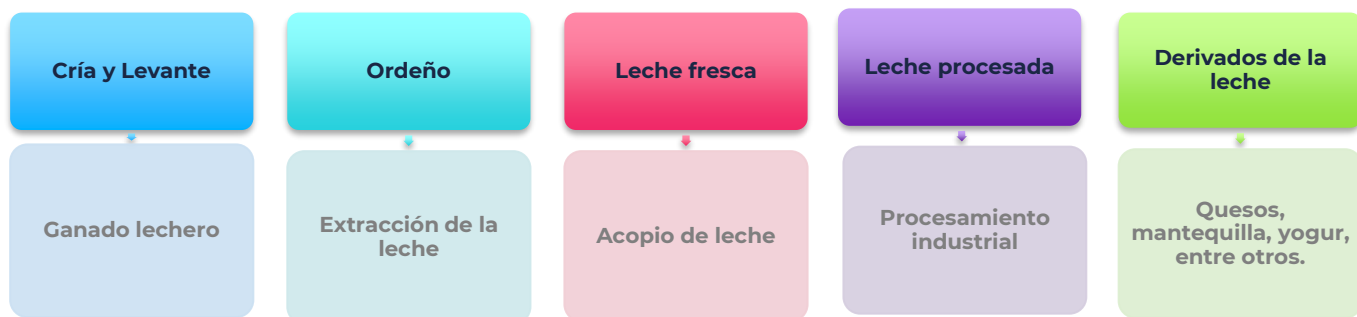 Cría y Levante
Ordeño
Leche fresca
Leche procesada
Derivados de la
leche
Ganado lechero
Extracción de la
leche
Acopio de leche
Procesamiento
industrial
Quesos,
mantequilla, yogur,
entre otros.